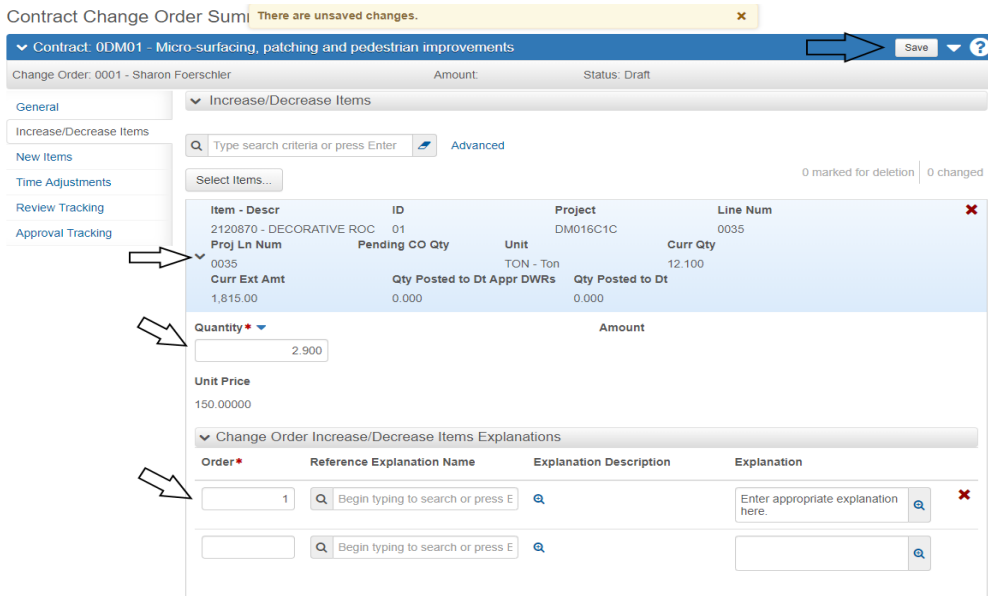 Contract Change Order Sum
There are unsaved changes.
Contract: 0DM01 - Micro-surfacing, patching and pedestrian improvements
Save
?
Change Order: 0001 - Sharon Foerschler Amount: Status: Draft
General
Increase/Decrease Items
New Items
Time Adjustments
Review Tracking
Approval Tracking
Increase/Decrease Items
Type search criteria or press Enter
Advanced
Select Items...
0 marked for deletion 0 changed
Item - Descr ID Project Line Num
2120870 - DECORATIVE ROC 01 DM016C1C 0035
Proj Ln Num Pending CO Qty Unit Curr Qty
0035 TON - Ton 12.100
Curr Ext Amt Qty Posted to Dt Appr DWRs Qty Posted to Dt
1,815.00 0.000 0.000
Quantity* Amount
2.900
Unit Price
150.00000
Change Order Increase/Decrease Items Explanations
Order* Reference Explanation Name Explanation Description Explanation
1 Begin typing to search or press E Enter appropriate explanation
here.
Begin typing to search or press E